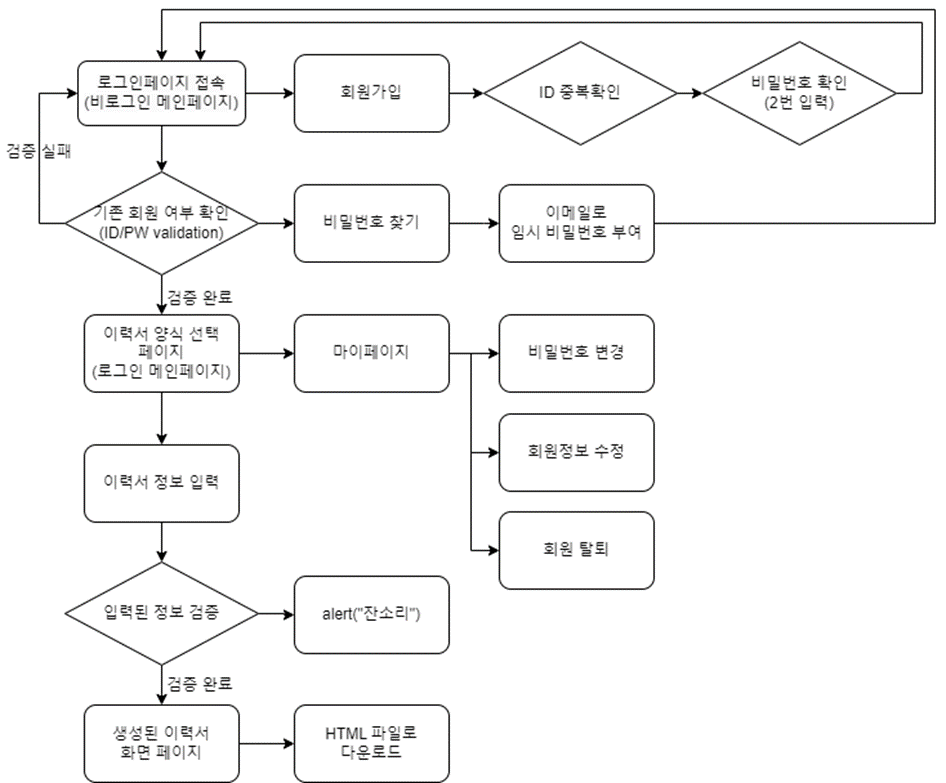 로그인페이지 접속
(비로그인 메인페이지)
회원가입
ID 중복확인
비밀번호 확인
(2번 입력)
검증 실패
기존 회원 여부 확인
(ID/PW validation)
비밀번호 찾기
이메일로
임시 비밀번호 부여
검증 완료
이력서 양식 선택
페이지
(로그인 메인페이지)
마이페이지
비밀번호 변경
회원정보 수정
이력서 정보 입력
회원 탈퇴
입력된 정보 검증
alert("잔소리")
검증 완료
생성된 이력서
화면 페이지
HTML 파일로
다운로드